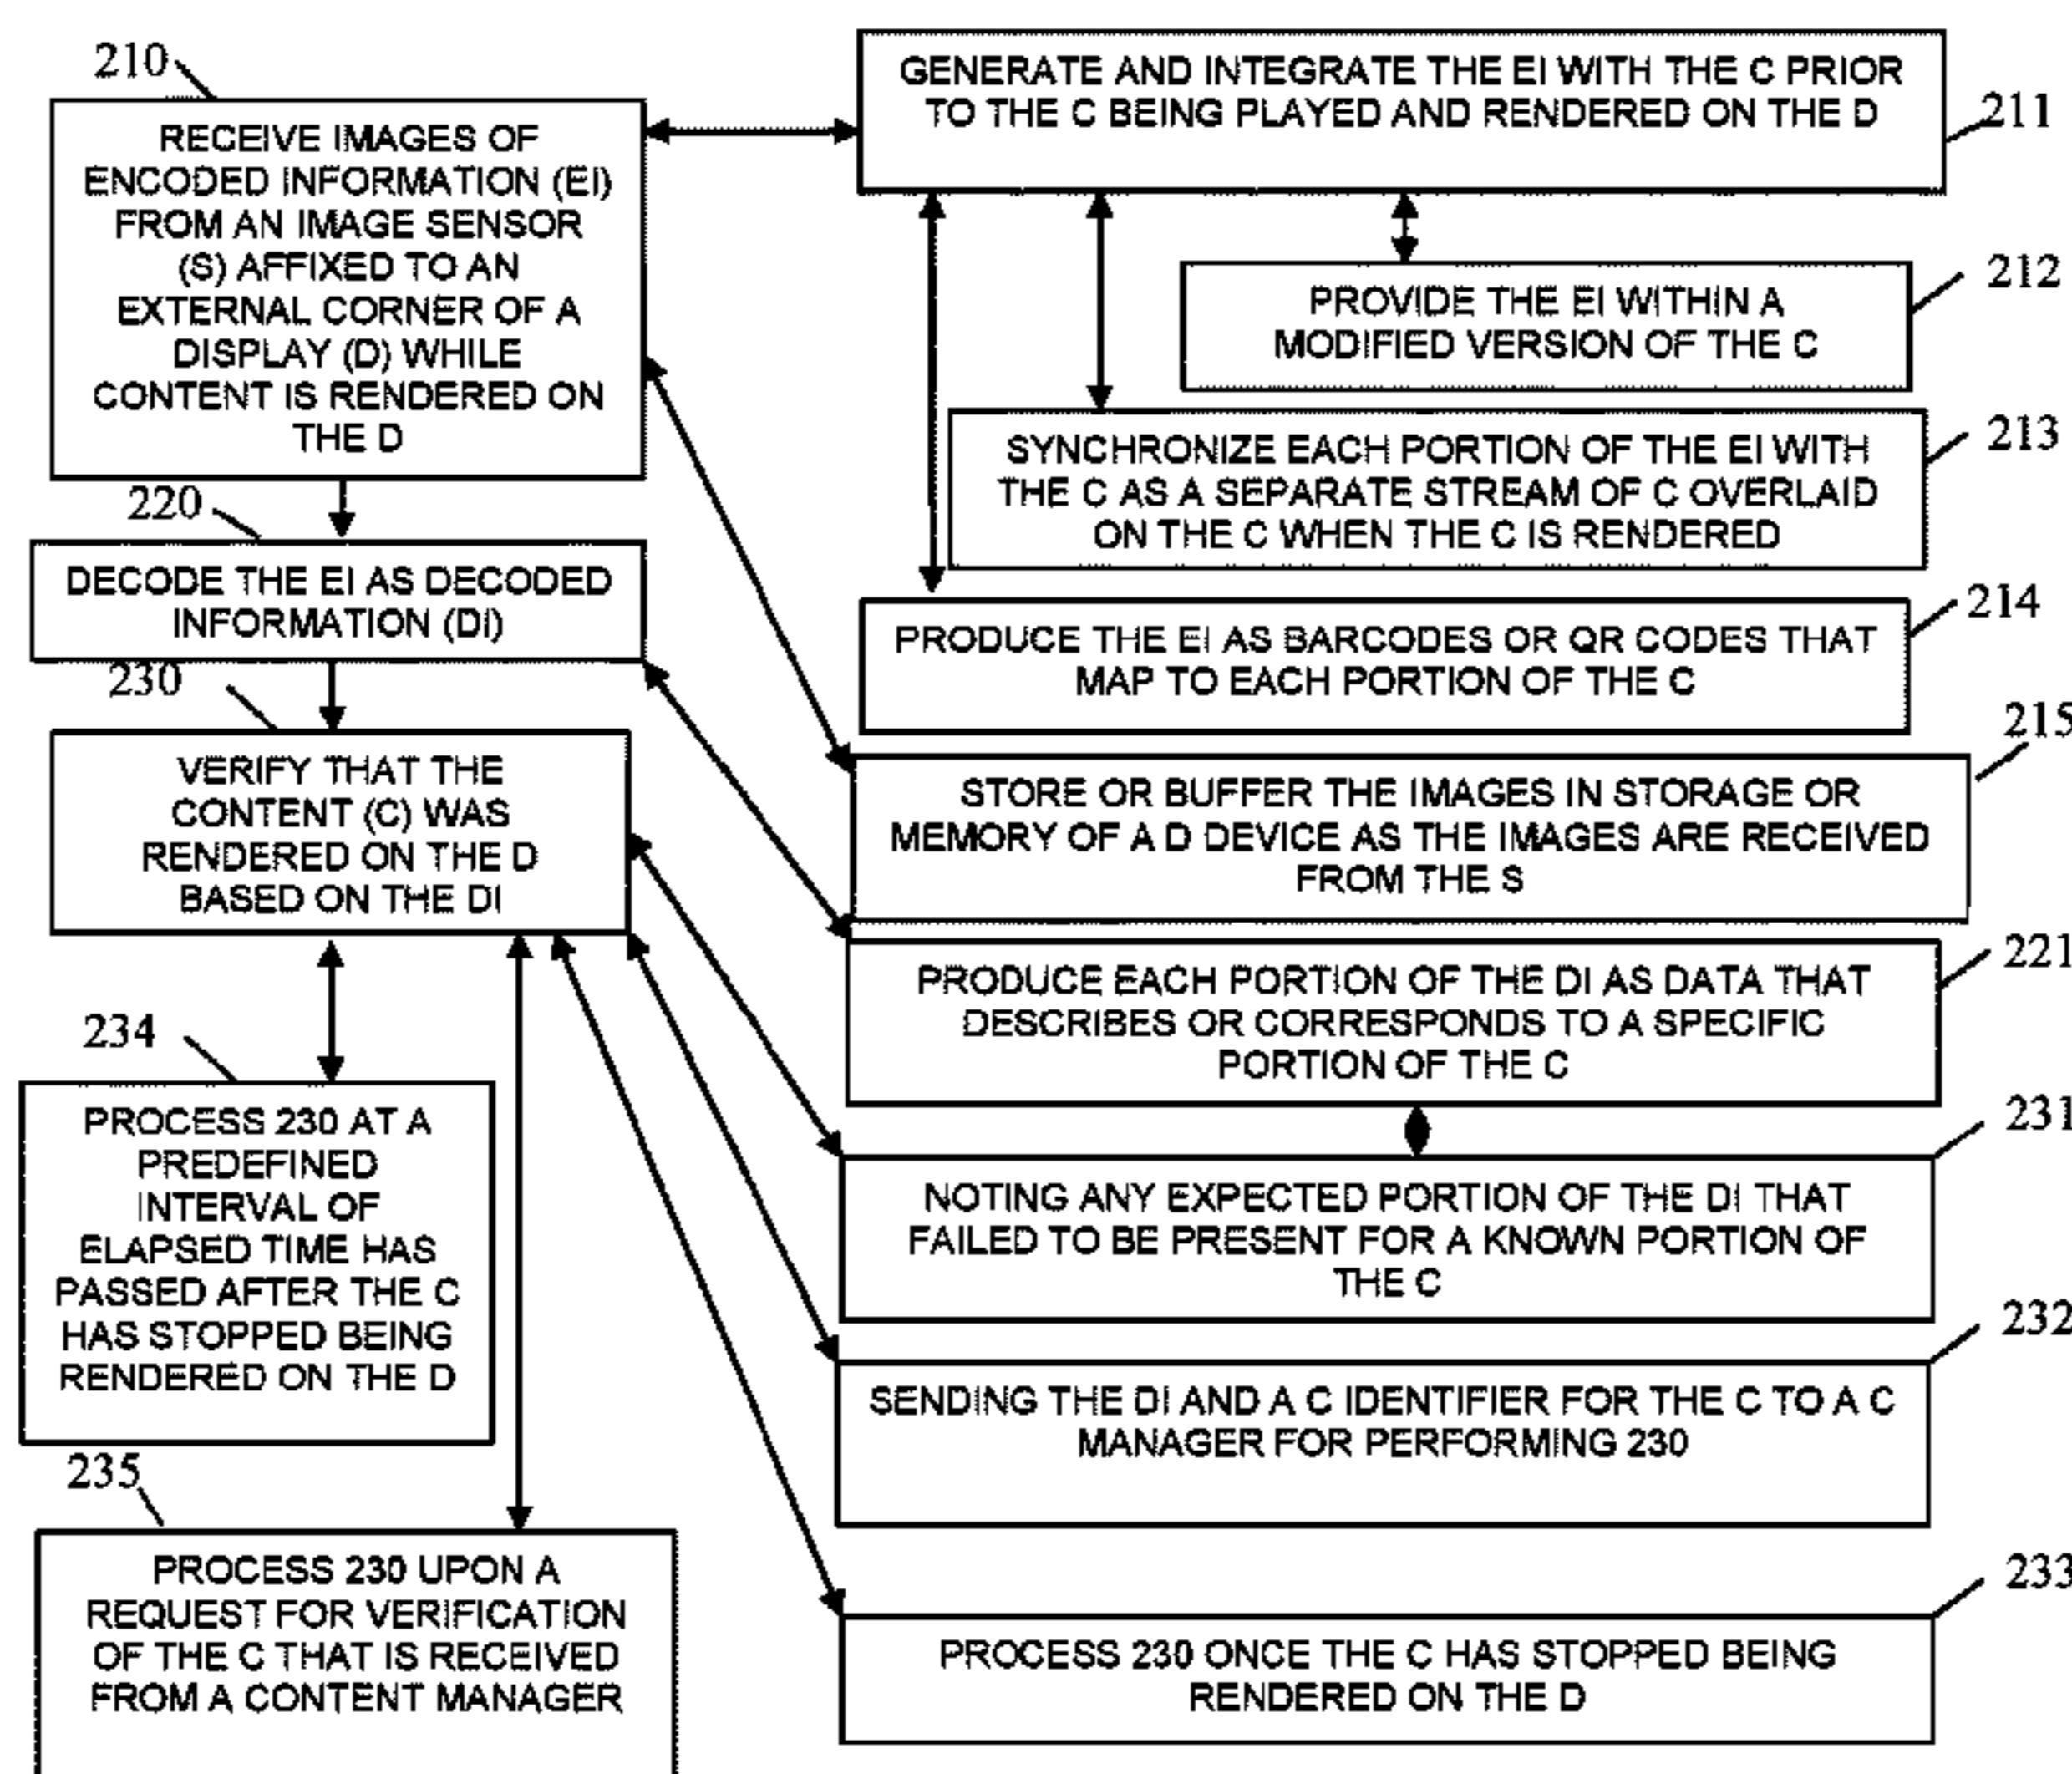 210
RECEIVE IMAGES OF
ENCODED INFORMATION (EI)
FROM AN IMAGE SENSOR
(S) AFFIXED TO AN
EXTERNAL CORNER OF A
DISPLAY (D) WHILE
CONTENT IS RENDERED ON
THE D
220
DECODE THE EI AS DECODED
INFORMATION (DI)
230
VERIFY THAT THE
CONTENT (C) WAS
RENDERED ON THE D
BASED ON THE DI
234
PROCESS 230 AT A
PREDEFINED
INTERVAL OF
ELAPSED TIME HAS
PASSED AFTER THE C
HAS STOPPED BEING
RENDERED ON THE D
235
PROCESS 230 UPON A
REQUEST FOR VERIFICATION
OF THE C THAT IS RECEIVED
FROM A CONTENT MANAGER
GENERATE AND INTEGRATE THE EI WITH THE C PRIOR
TO THE C BEING PLAYED AND RENDERED ON THE D
211
PROVIDE THE EI WITHIN A
MODIFIED VERSION OF THE C
212
SYNCHRONIZE EACH PORTION OF THE EI WITH
THE C AS A SEPARATE STREAM OF C OVERLAID
ON THE C WHEN THE C IS RENDERED
213
PRODUCE THE EI AS BARCODES OR QR CODES THAT
MAP TO EACH PORTION OF THE C
214
STORE OR BUFFER THE IMAGES IN STORAGE OR
MEMORY OF A D DEVICE AS THE IMAGES ARE RECEIVED
FROM THE S
215
PRODUCE EACH PORTION OF THE DI AS DATA THAT
DESCRIBES OR CORRESPONDS TO A SPECIFIC
PORTION OF THE C
221
NOTING ANY EXPECTED PORTION OF THE DI THAT
FAILED TO BE PRESENT FOR A KNOWN PORTION OF
THE C
231
SENDING THE DI AND A C IDENTIFIER FOR THE C TO A C
MANAGER FOR PERFORMING 230
232
PROCESS 230 ONCE THE C HAS STOPPED BEING
RENDERED ON THE D
233